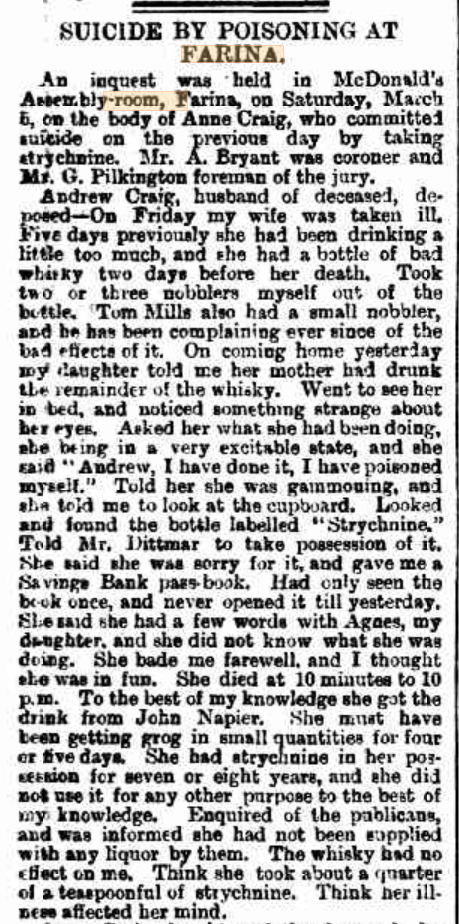 SUICIDE BY POISONING AT
FARINA.
An inquest was held in McDonald's
Assembly-room, Farina, on Saturday, March
5, on the body of Anne Craig, who committed
suicide on the previous day by taking
strychnine. Mr. A. Bryant was coroner and
Mr. G. Pilkington foreman of the jury.
Andrew Craig, husband of deceased, de-
posed—On Friday my wife was taken ill.
Five days previously she had been drinking a
little too much, and she had a bottle of bad
whisky two days before her death. Took
two or three nobblers myself out of the
bottle. Tom Mills also had a small nobbler,
and he has been complaining ever since of the
bad effects of it. On coming home yesterday
my daughter told me her mother had drunk
the remainder of the whisky. Went to see her
in bed, and noticed something strange about
her eyes. Asked her what she had been doing,
she being in a very excitable state, and she
said "Andrew, I have done it, I have poisoned
myself." Told her she was gammoning, and
she told me to look at the cupboard. Looked
and found the bottle labelled "Strychnine."
Told Mr. Dittmar to take possession of it.
She said she was sorry for it, and gave me a
Savings Bank pass-book. Had only seen the
book once, and never opened it till yesterday.
She said she had a few words with Agnes, my
daughter, and she did not know what she was
doing. She bade me farewell, and I thought
she was in fun. She died at 10 minutes to 10
p.m. To the best of my knowledge she got the
drink from John Napier. She must have
been getting grog in small quantities for four
or five days. She had strychnine in her pos-
session for seven or eight years, and she did
not use it for any other purpose to the best of
my knowledge. Enquired of the publicans,
and was informed she had not been supplied
with any liquor by them. The whisky had no
effect on me. Think she took about a quarter
of a teaspoonful of strychnine. Think her ill-
ness affected her mind.